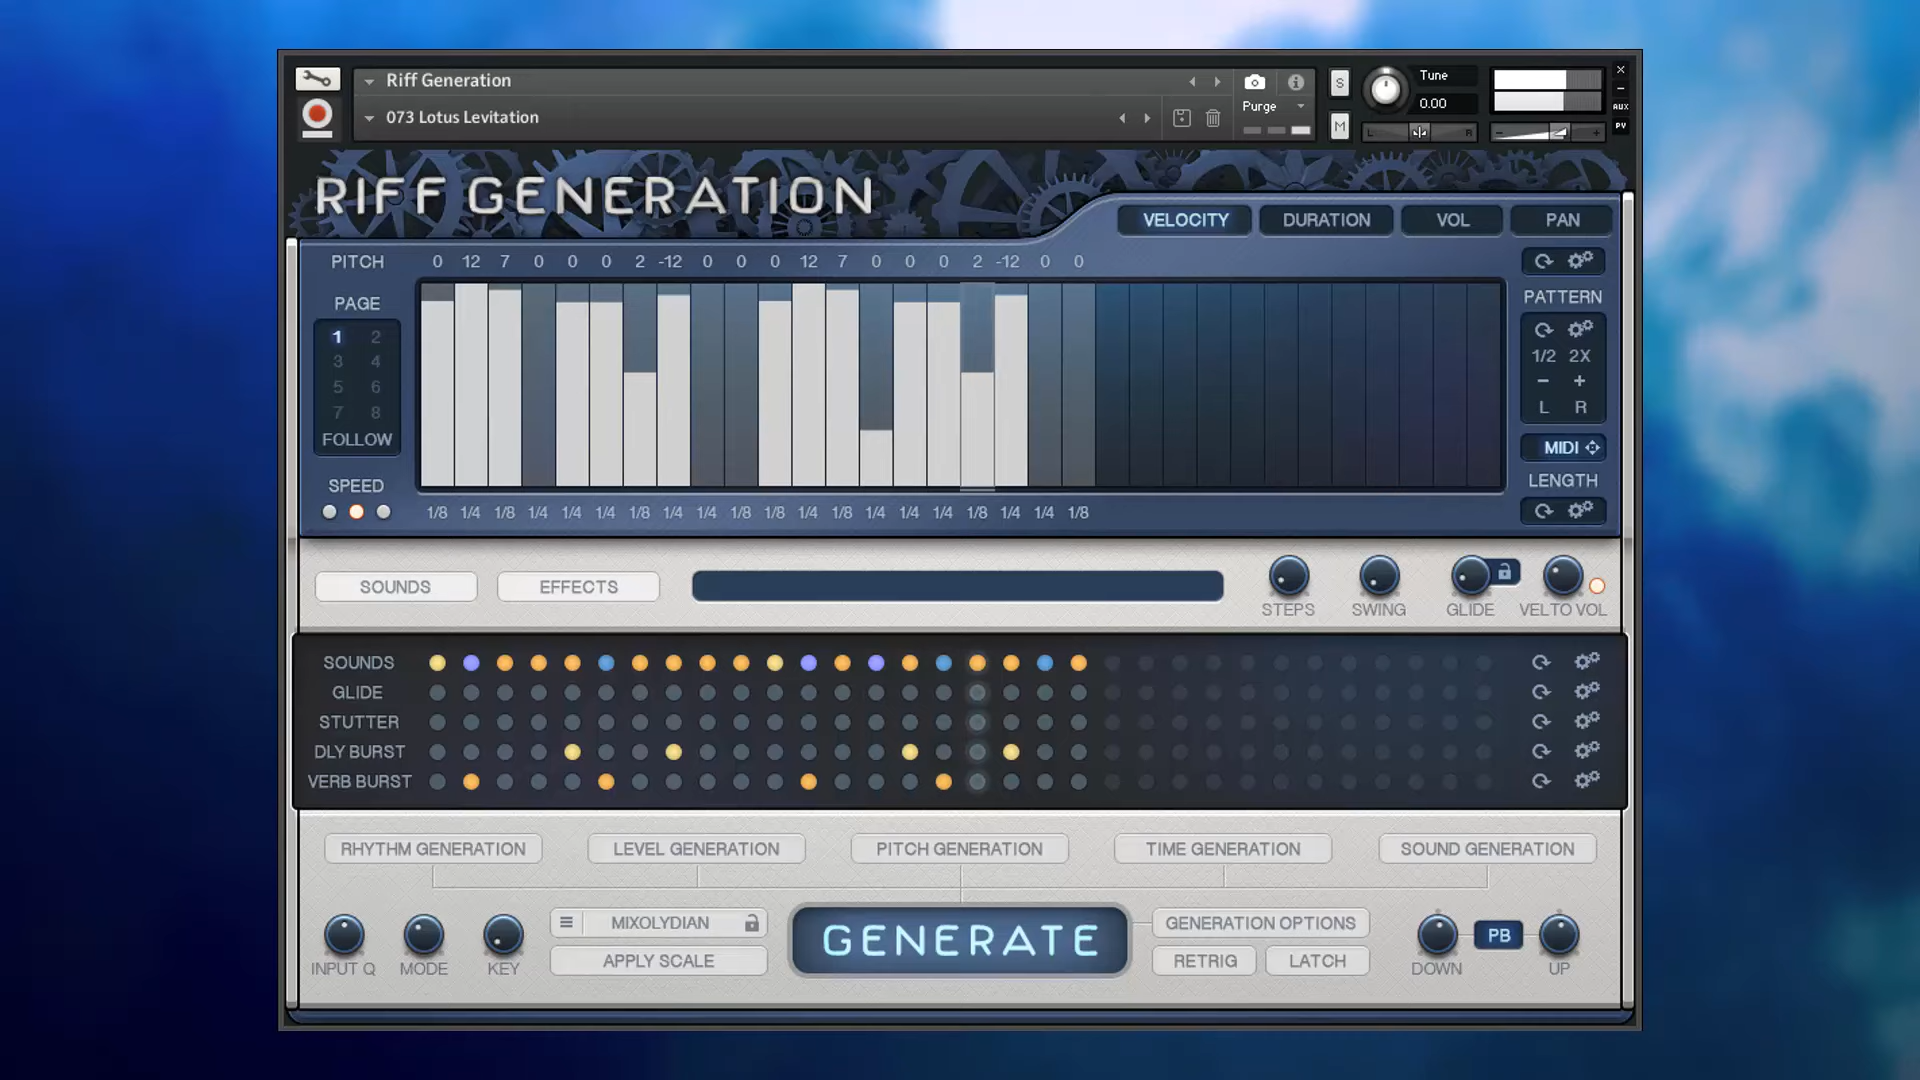 Riff Generation
073 Lotus Levitation
Purge
S
M
Tune
0.00
L R
- +
AUX
PV
RIFF GENERATION
VELOCITY DURATION VOL PAN
PITCH 0 12 7 0 0 0 2 -12 0 0 0 12 7 0 0 0 2 -12 0 0
PAGE
1 2
3 4
5 6
7 8
FOLLOW
PATTERN
1/2 2X
- +
L R
MIDI
LENGTH
SPEED
1/8 1/4 1/8 1/4 1/4 1/4 1/8 1/4 1/4 1/8 1/8 1/4 1/8 1/4 1/4 1/4 1/8 1/4 1/4 1/8
SOUNDS EFFECTS
STEPS SWING GLIDE VELTO VOL
SOUNDS
GLIDE
STUTTER
DLY BURST
VERB BURST
RHYTHM GENERATION LEVEL GENERATION PITCH GENERATION TIME GENERATION SOUND GENERATION
INPUT Q MODE KEY
MIXOLYDIAN
APPLY SCALE
GENERATE
GENERATION OPTIONS
RETRIG LATCH
DOWN PB UP